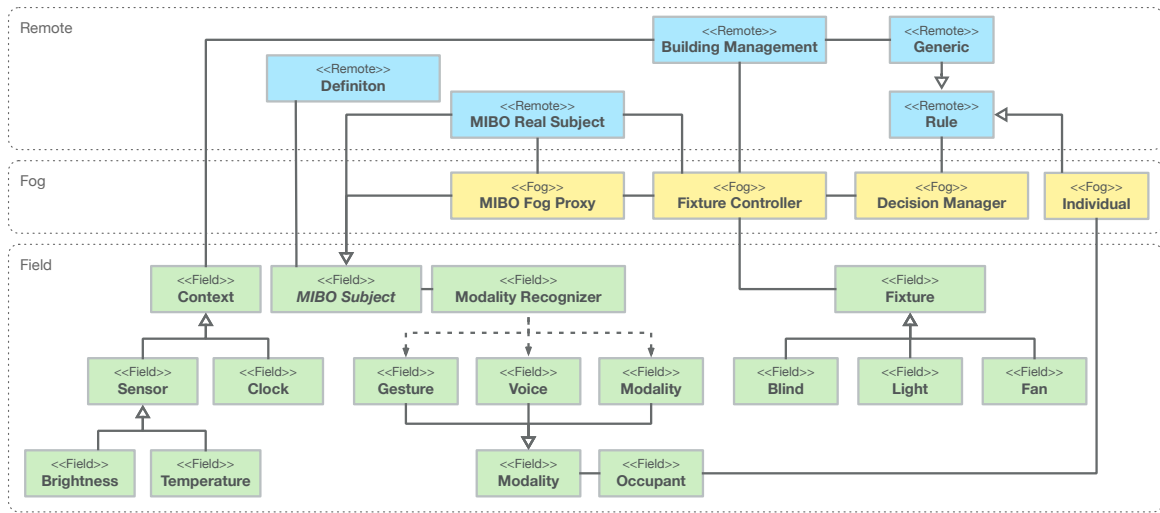 Remote
<<Remote>>
Building Management
<<Remote>>
Generic
<<Remote>>
Definiton
<<Remote>>
MIBO Real Subject
<<Remote>>
Rule
Fog
<<Fog>>
MIBO Fog Proxy
<<Fog>>
Fixture Controller
<<Fog>>
Decision Manager
<<Fog>>
Individual
Field
<<Field>>
Context
<<Field>>
MIBO Subject
<<Field>>
Modality Recognizer
<<Field>>
Fixture
<<Field>>
Sensor
<<Field>>
Clock
<<Field>>
Gesture
<<Field>>
Voice
<<Field>>
Modality
<<Field>>
Blind
<<Field>>
Light
<<Field>>
Fan
<<Field>>
Brightness
<<Field>>
Temperature
<<Field>>
Modality
<<Field>>
Occupant